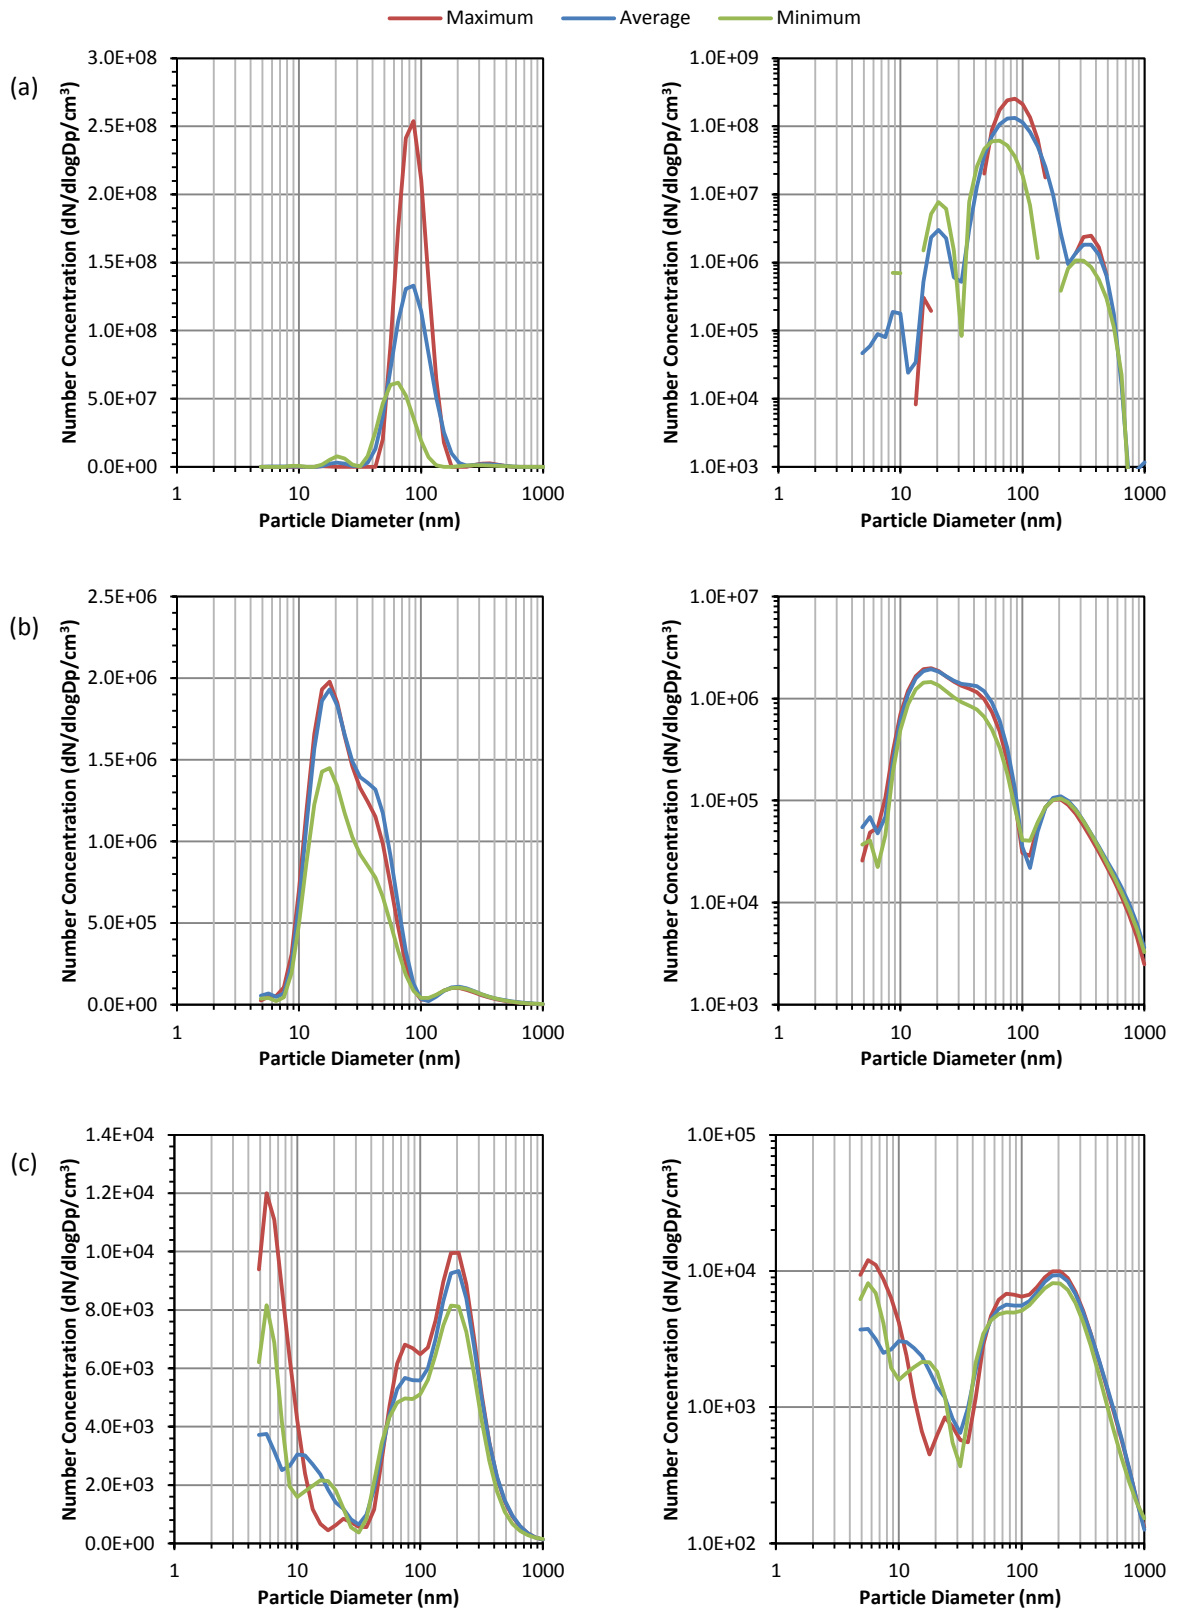 Maximum Average Minimum
(a)
Number Concentration (dN/dlogDp/cm³)
3.0E+08
2.5E+08
2.0E+08
1.5E+08
1.0E+08
5.0E+07
0.0E+00
1 10 100 1000
Particle Diameter (nm)
Number Concentration (dN/dlogDp/cm³)
1.0E+09
1.0E+08
1.0E+07
1.0E+06
1.0E+05
1.0E+04
1.0E+03
1 10 100 1000
Particle Diameter (nm)
(b)
Number Concentration (dN/dlogDp/cm³)
2.5E+06
2.0E+06
1.5E+06
1.0E+06
5.0E+05
0.0E+00
1 10 100 1000
Particle Diameter (nm)
Number Concentration (dN/dlogDp/cm³)
1.0E+07
1.0E+06
1.0E+05
1.0E+04
1.0E+03
1 10 100 1000
Particle Diameter (nm)
(c)
Number Concentration (dN/dlogDp/cm³)
1.4E+04
1.2E+04
1.0E+04
8.0E+03
6.0E+03
4.0E+03
2.0E+03
0.0E+00
1 10 100 1000
Particle Diameter (nm)
Number Concentration (dN/dlogDp/cm³)
1.0E+05
1.0E+04
1.0E+03
1.0E+02
1 10 100 1000
Particle Diameter (nm)